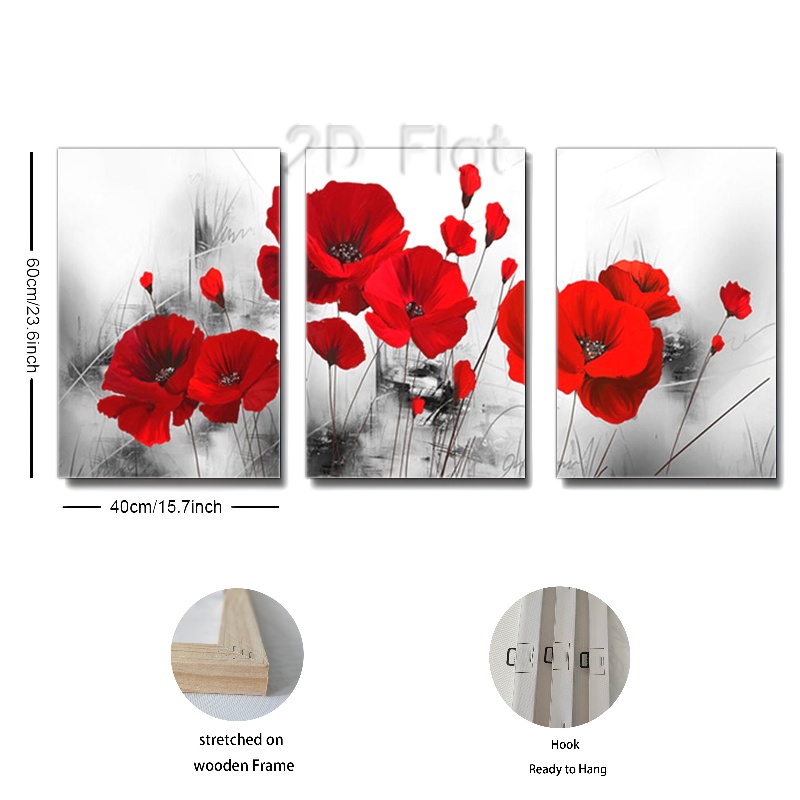 2D Flat
60cm/23.6inch
40cm/15.7inch
stretched on
wooden Frame
Hook
Ready to Hang